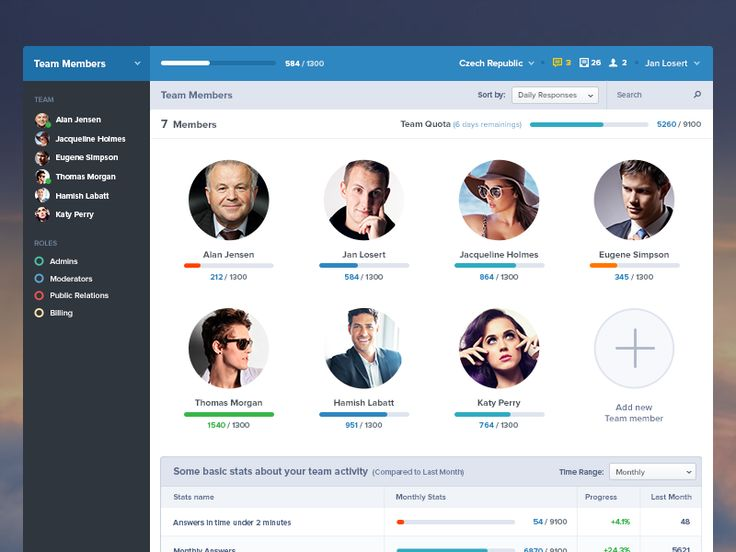 Team Members
584 / 1300
Czech Republic
3
26
2
Jan Losert
TEAM
Alan Jensen
Jacqueline Holmes
Eugene Simpson
Thomas Morgan
Hamish Labatt
Katy Perry
ROLES
Admins
Moderators
Public Relations
Billing
Team Members
Sort by: Daily Responses
Search
7 Members
Team Quota (6 days remainings)
5260 / 9100
Alan Jensen
212 / 1300
Jan Losert
584 / 1300
Jacqueline Holmes
864 / 1300
Eugene Simpson
345 / 1300
Thomas Morgan
1540 / 1300
Hamish Labatt
951 / 1300
Katy Perry
764 / 1300
Add new
Team member
Some basic stats about your team activity (Compared to Last Month)
Time Range: Monthly
Stats name
Monthly Stats
Progress
Last Month
Answers in time under 2 minutes
54 / 9100
+4.1%
48
Monthly Answers
6870 / 9100
+24.3%
5621